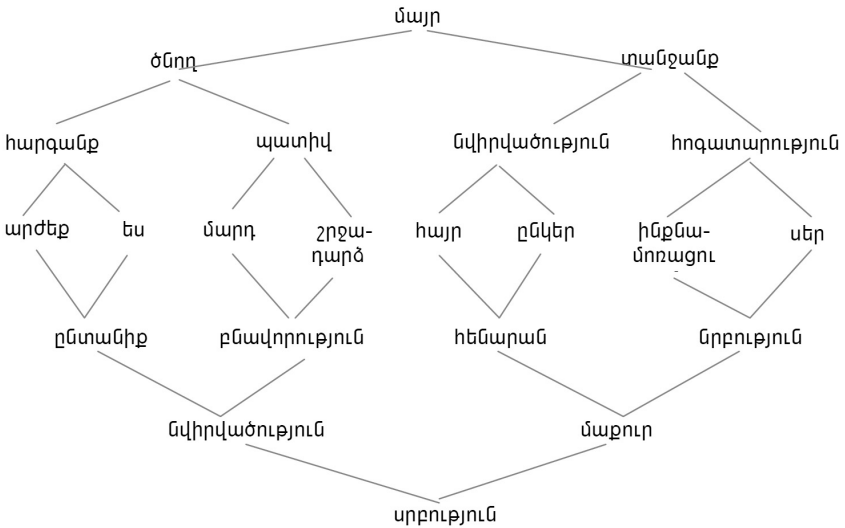 մայր
ծնող տանջանք
հարգանք պատիվ նվիրվածություն հոգատարություն
արժեք ես մարդ շրջա- հայր ընկեր ինքնա- սեր
դարձ մոռացու
-
ընտանիք բնավորություն հենարան նրբություն
նվիրվածություն մաքուր
սրբություն